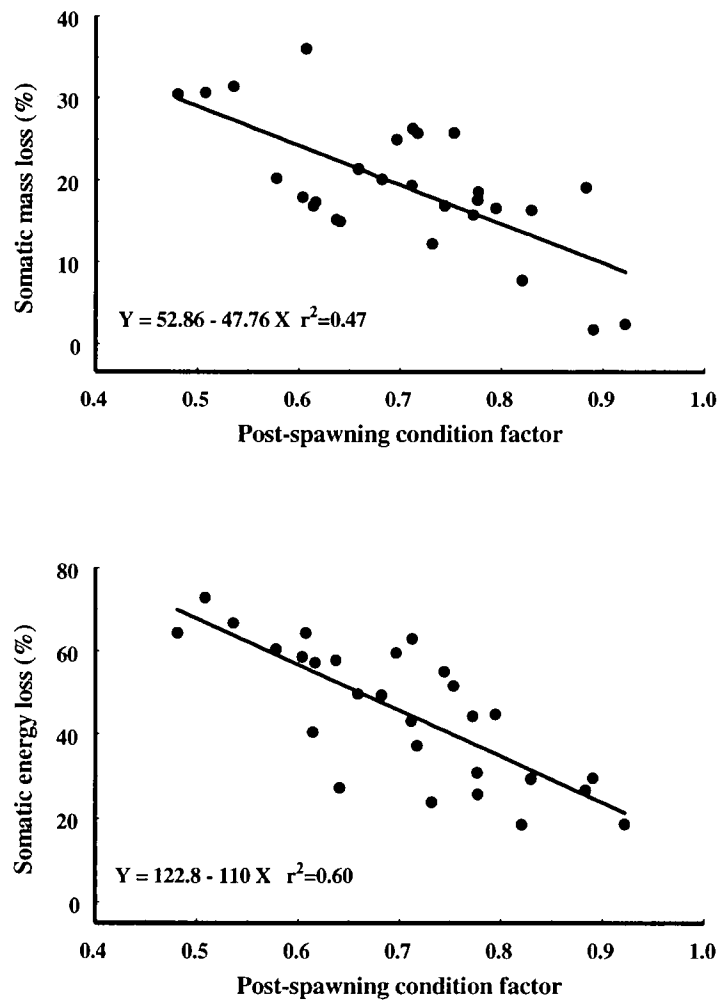 40
30
20
10
0
Somatic mass loss (%)
Y = 52.86 - 47.76 X r²=0.47
0.4 0.5 0.6 0.7 0.8 0.9 1.0
Post-spawning condition factor
80
60
40
20
0
Somatic energy loss (%)
Y = 122.8 - 110 X r²=0.60
0.4 0.5 0.6 0.7 0.8 0.9 1.0
Post-spawning condition factor